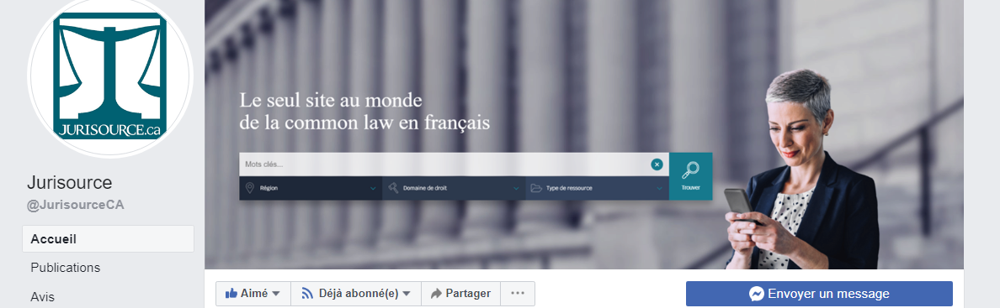 JURISOURCE.ca
Jurisource
@JurisourceCA
Accueil
Publications
Avis
Le seul site au monde
de la common law en français
Mots clés...
Région
Domaine de droit
Type de ressource
Trouver
Aimé
Déjà abonné(e)
Partager
Envoyer un message